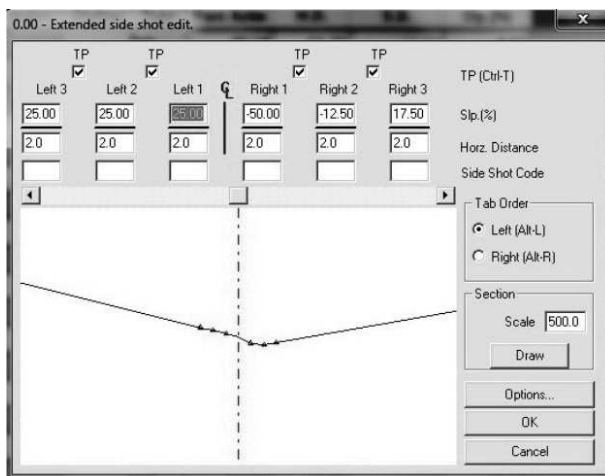 0.00 - Extended side shot edit.
TP TP TP TP TP (Ctrl-T)
Left 3 Left 2 Left 1 ℄ Right 1 Right 2 Right 3
25.00 25.00 25.00 -50.00 -12.50 17.50 Slp.(%)
2.0 2.0 2.0 2.0 2.0 2.0 Horz. Distance
Side Shot Code
Tab Order
Left (Alt-L)
Right (Alt-R)
Section
Scale 500.0
Draw
Options...
OK
Cancel